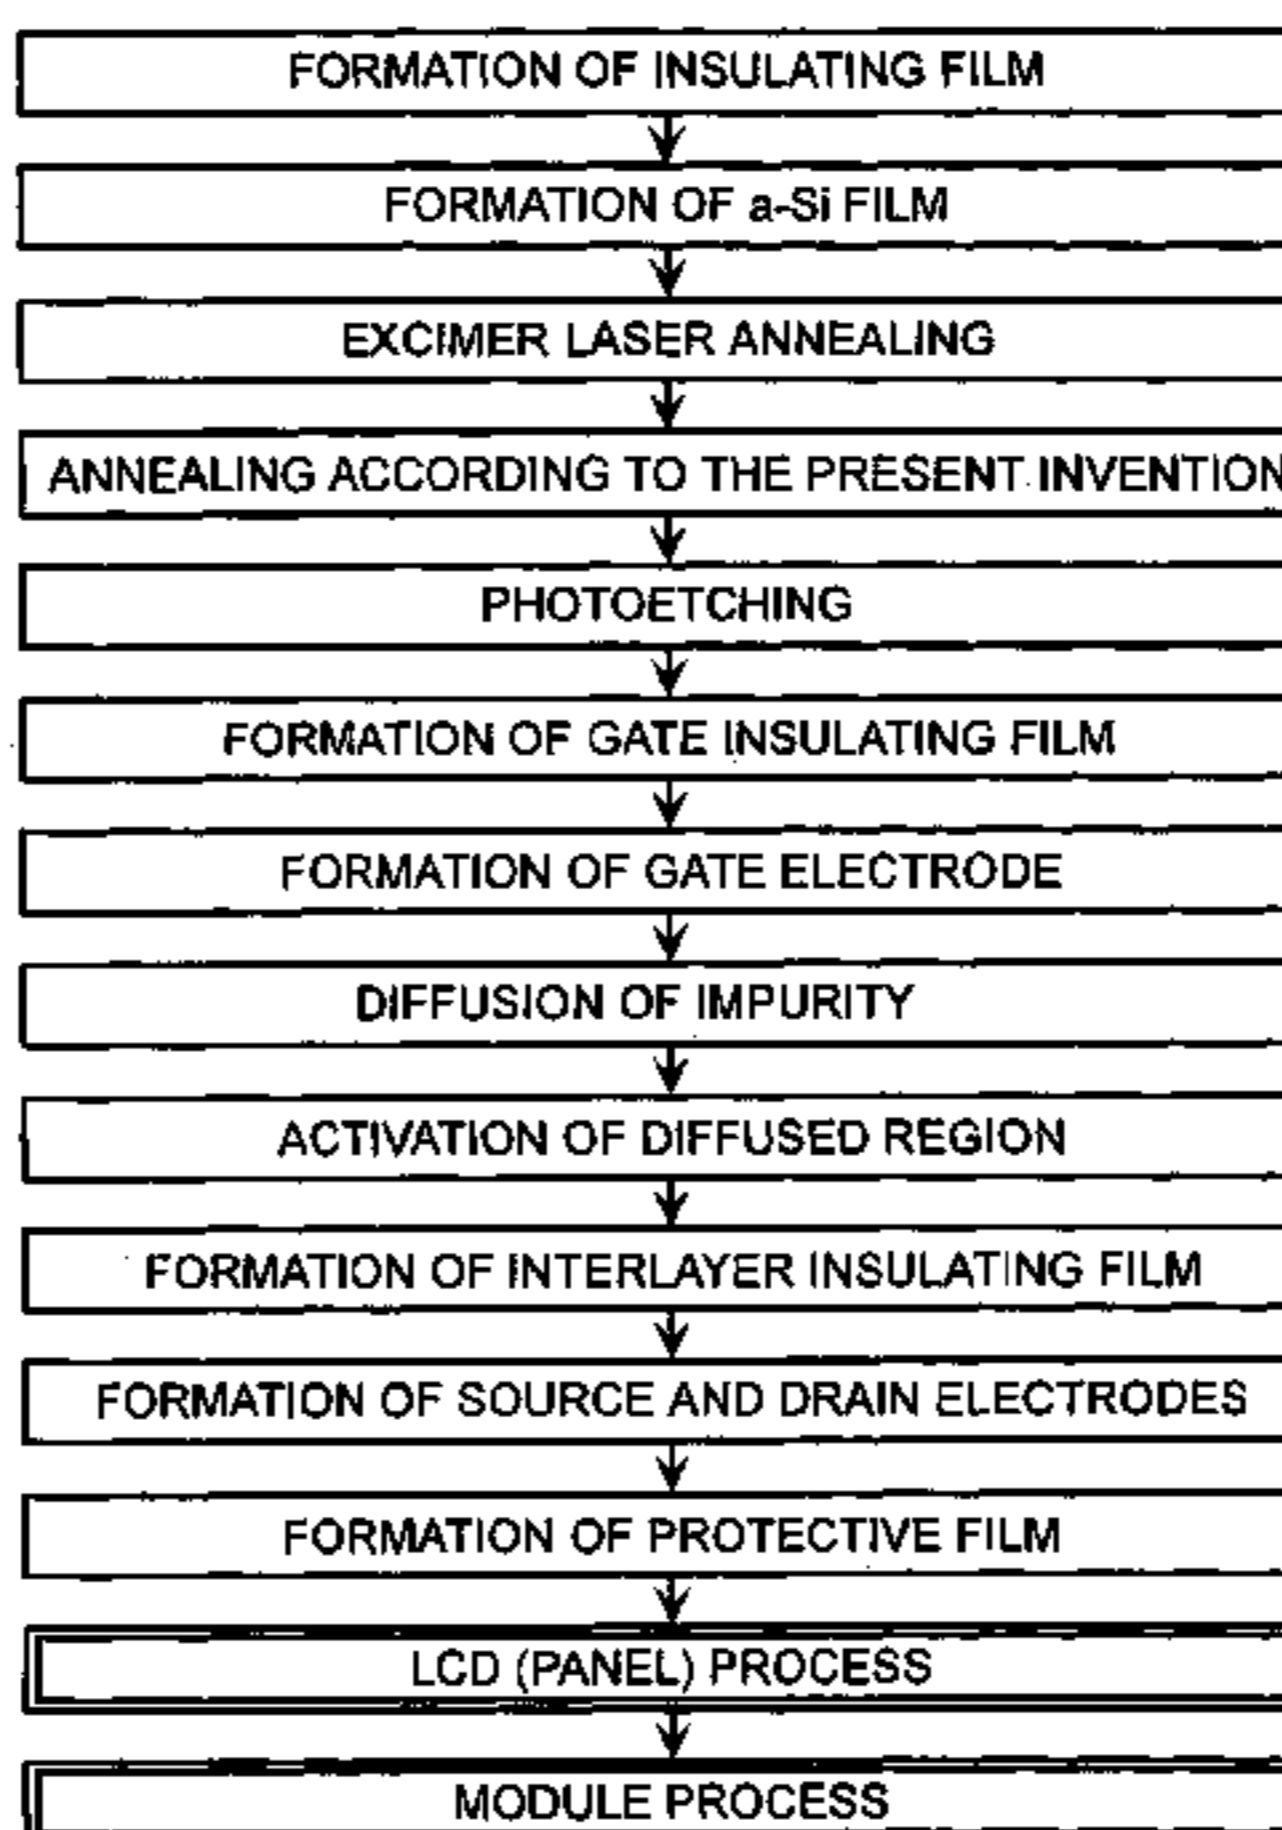 FORMATION OF INSULATING FILM
FORMATION OF a-Si FILM
EXCIMER LASER ANNEALING
ANNEALING ACCORDING TO THE PRESENT INVENTION
PHOTOETCHING
FORMATION OF GATE INSULATING FILM
FORMATION OF GATE ELECTRODE
DIFFUSION OF IMPURITY
ACTIVATION OF DIFFUSED REGION
FORMATION OF INTERLAYER INSULATING FILM
FORMATION OF SOURCE AND DRAIN ELECTRODES
FORMATION OF PROTECTIVE FILM
LCD (PANEL) PROCESS
MODULE PROCESS